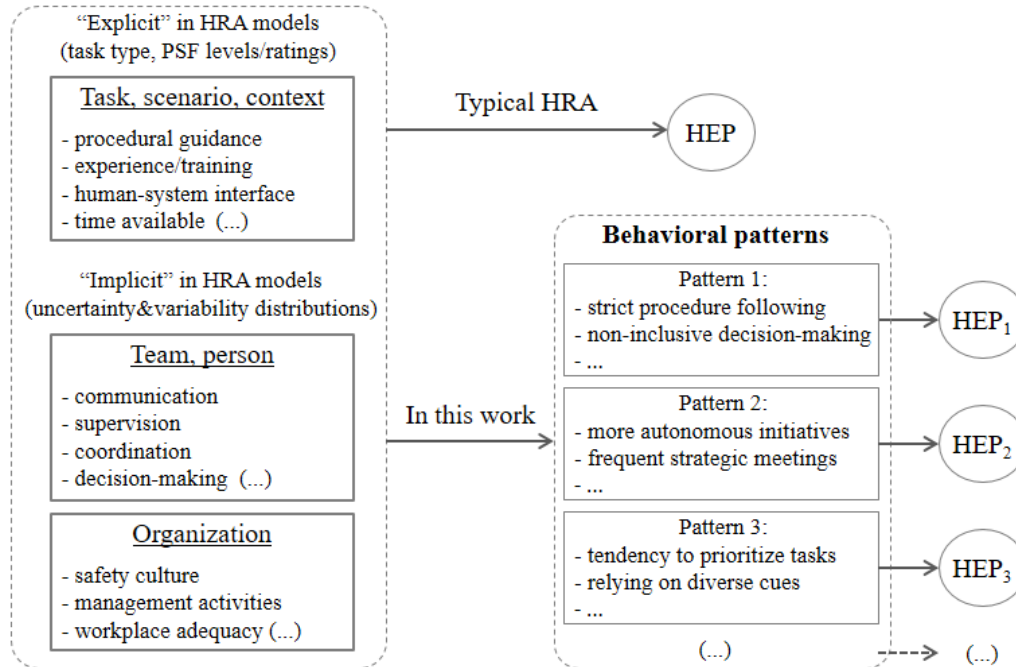 “Explicit” in HRA models
(task type, PSF levels/ratings)
Task, scenario, context
- procedural guidance
- experience/training
- human-system interface
- time available (...)
“Implicit” in HRA models
(uncertainty&variability distributions)
Team, person
- communication
- supervision
- coordination
- decision-making (...)
Organization
- safety culture
- management activities
- workplace adequacy (...)
Typical HRA
HEP
In this work
Behavioral patterns
Pattern 1:
- strict procedure following
- non-inclusive decision-making
- ...
HEP₁
Pattern 2:
- more autonomous initiatives
- frequent strategic meetings
- ...
HEP₂
Pattern 3:
- tendency to prioritize tasks
- relying on diverse cues
- ...
HEP₃
(...)
(...)